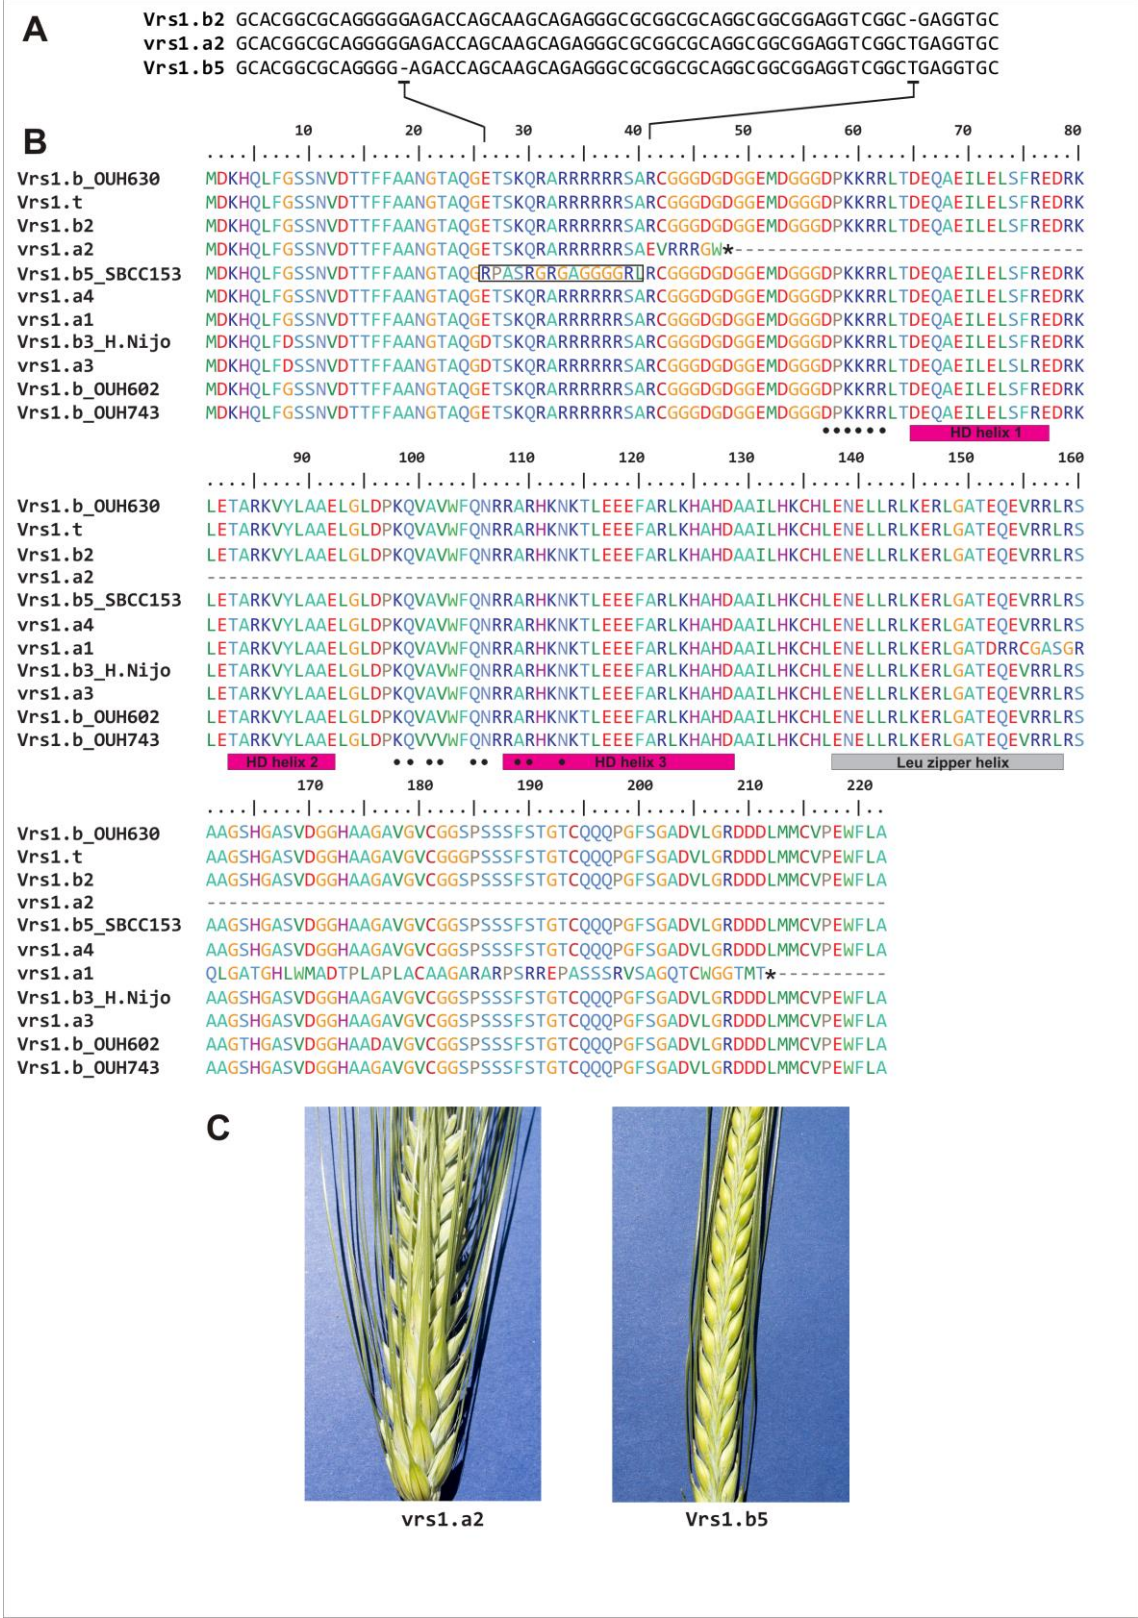 A
Vrs1.b2 GCACGGCGCAGGGGGAGACCAGCAAGCAGAGGGCGCGGCGCAGGCGGCGGAGGTCGGC-GAGGTGC
vrs1.a2 GCACGGCGCAGGGGGAGACCAGCAAGCAGAGGGCGCGGCGCAGGCGGCGGAGGTCGGCTGAGGTGC
Vrs1.b5 GCACGGCGCAGGGG-AGACCAGCAAGCAGAGGGCGCGGCGCAGGCGGCGGAGGTCGGCTGAGGTGC
B
10 20 30 40 50 60 70 80
Vrs1.b_OUH630 MDKHQLFGSSNVDTTFFAANGTAQGETSKQRARRRRRRSARCGGGDGDGGEMDGGGDPKKRRLTDEQAEILELSFREDRK
Vrs1.t MDKHQLFGSSNVDTTFFAANGTAQGETSKQRARRRRRRSARCGGGDGDGGEMDGGGDPKKRRLTDEQAEILELSFREDRK
Vrs1.b2 MDKHQLFGSSNVDTTFFAANGTAQGETSKQRARRRRRRSARCGGGDGDGGEMDGGGDPKKRRLTDEQAEILELSFREDRK
vrs1.a2 MDKHQLFGSSNVDTTFFAANGTAQGETSKQRARRRRRRSAEVRRRGW*--------------------------------
Vrs1.b5_SBCC153 MDKHQLFGSSNVDTTFFAANGTAQGRPASRGRGAGGGGRLRCGGGDGDGGEMDGGGDPKKRRLTDEQAEILELSFREDRK
vrs1.a4 MDKHQLFGSSNVDTTFFAANGTAQGETSKQRARRRRRRSARCGGGDGDGGEMDGGGDPKKRRLTDEQAEILELSFREDRK
vrs1.a1 MDKHQLFGSSNVDTTFFAANGTAQGETSKQRARRRRRRSARCGGGDGDGGEMDGGGDPKKRRLTDEQAEILELSFREDRK
Vrs1.b3_H.Nijo MDKHQLFDSSNVDTTFFAANGTAQGDTSKQRARRRRRRSARCGGGDGDGGEMDGGGDPKKRRLTDEQAEILELSFREDRK
vrs1.a3 MDKHQLFDSSNVDTTFFAANGTAQGDTSKQRARRRRRRSARCGGGDGDGGEMDGGGDPKKRRLTDEQAEILELSLREDRK
Vrs1.b_OUH602 MDKHQLFGSSNVDTTFFAANGTAQGETSKQRARRRRRRSARCGGGDGDGGEMDGGGDPKKRRLTDEQAEILELSFREDRK
Vrs1.b_OUH743 MDKHQLFGSSNVDTTFFAANGTAQGETSKQRARRRRRRSARCGGGDGDGGEMDGGGDPKKRRLTDEQAEILELSFREDRK
HD helix 1
90 100 110 120 130 140 150 160
Vrs1.b_OUH630 LETARKVYLAAELGLDPKQVAVWFQNRRARHKNKTLEEEFARLKHAHDAAILHKCHLENELLRLKERLGATEQEVRRLRS
Vrs1.t LETARKVYLAAELGLDPKQVAVWFQNRRARHKNKTLEEEFARLKHAHDAAILHKCHLENELLRLKERLGATEQEVRRLRS
Vrs1.b2 LETARKVYLAAELGLDPKQVAVWFQNRRARHKNKTLEEEFARLKHAHDAAILHKCHLENELLRLKERLGATEQEVRRLRS
vrs1.a2 --------------------------------------------------------------------------------
Vrs1.b5_SBCC153 LETARKVYLAAELGLDPKQVAVWFQNRRARHKNKTLEEEFARLKHAHDAAILHKCHLENELLRLKERLGATEQEVRRLRS
vrs1.a4 LETARKVYLAAELGLDPKQVAVWFQNRRARHKNKTLEEEFARLKHAHDAAILHKCHLENELLRLKERLGATEQEVRRLRS
vrs1.a1 LETARKVYLAAELGLDPKQVAVWFQNRRARHKNKTLEEEFARLKHAHDAAILHKCHLENELLRLKERLGATDRRCGASGR
Vrs1.b3_H.Nijo LETARKVYLAAELGLDPKQVAVWFQNRRARHKNKTLEEEFARLKHAHDAAILHKCHLENELLRLKERLGATEQEVRRLRS
vrs1.a3 LETARKVYLAAELGLDPKQVAVWFQNRRARHKNKTLEEEFARLKHAHDAAILHKCHLENELLRLKERLGATEQEVRRLRS
Vrs1.b_OUH602 LETARKVYLAAELGLDPKQVAVWFQNRRARHKNKTLEEEFARLKHAHDAAILHKCHLENELLRLKERLGATEQEVRRLRS
Vrs1.b_OUH743 LETARKVYLAAELGLDPKQVVVWFQNRRARHKNKTLEEEFARLKHAHDAAILHKCHLENELLRLKERLGATEQEVRRLRS
HD helix 2 HD helix 3 Leu zipper helix
170 180 190 200 210 220
Vrs1.b_OUH630 AAGSHGASVDGGHAAGAVGVCGGSPSSSFSTGTCQQQPGFSGADVLGRDDDLMMCVPEWFLA
Vrs1.t AAGSHGASVDGGHAAGAVGVCGGGPSSSFSTGTCQQQPGFSGADVLGRDDDLMMCVPEWFLA
Vrs1.b2 AAGSHGASVDGGHAAGAVGVCGGSPSSSFSTGTCQQQPGFSGADVLGRDDDLMMCVPEWFLA
vrs1.a2 --------------------------------------------------------------
Vrs1.b5_SBCC153 AAGSHGASVDGGHAAGAVGVCGGSPSSSFSTGTCQQQPGFSGADVLGRDDDLMMCVPEWFLA
vrs1.a4 AAGSHGASVDGGHAAGAVGVCGGSPSSSFSTGTCQQQPGFSGADVLGRDDDLMMCVPEWFLA
vrs1.a1 QLGATGHLWMADTPLAPLACAAGARARPSRREPASSSRVSAGQTCWGGTMT*----------
Vrs1.b3_H.Nijo AAGSHGASVDGGHAAGAVGVCGGSPSSSFSTGTCQQQPGFSGADVLGRDDDLMMCVPEWFLA
vrs1.a3 AAGSHGASVDGGHAAGAVGVCGGSPSSSFSTGTCQQQPGFSGADVLGRDDDLMMCVPEWFLA
Vrs1.b_OUH602 AAGTHGASVDGGHAADAVGVCGGSPSSSFSTGTCQQQPGFSGADVLGRDDDLMMCVPEWFLA
Vrs1.b_OUH743 AAGSHGASVDGGHAAGAVGVCGGSPSSSFSTGTCQQQPGFSGADVLGRDDDLMMCVPEWFLA
C
vrs1.a2 Vrs1.b5